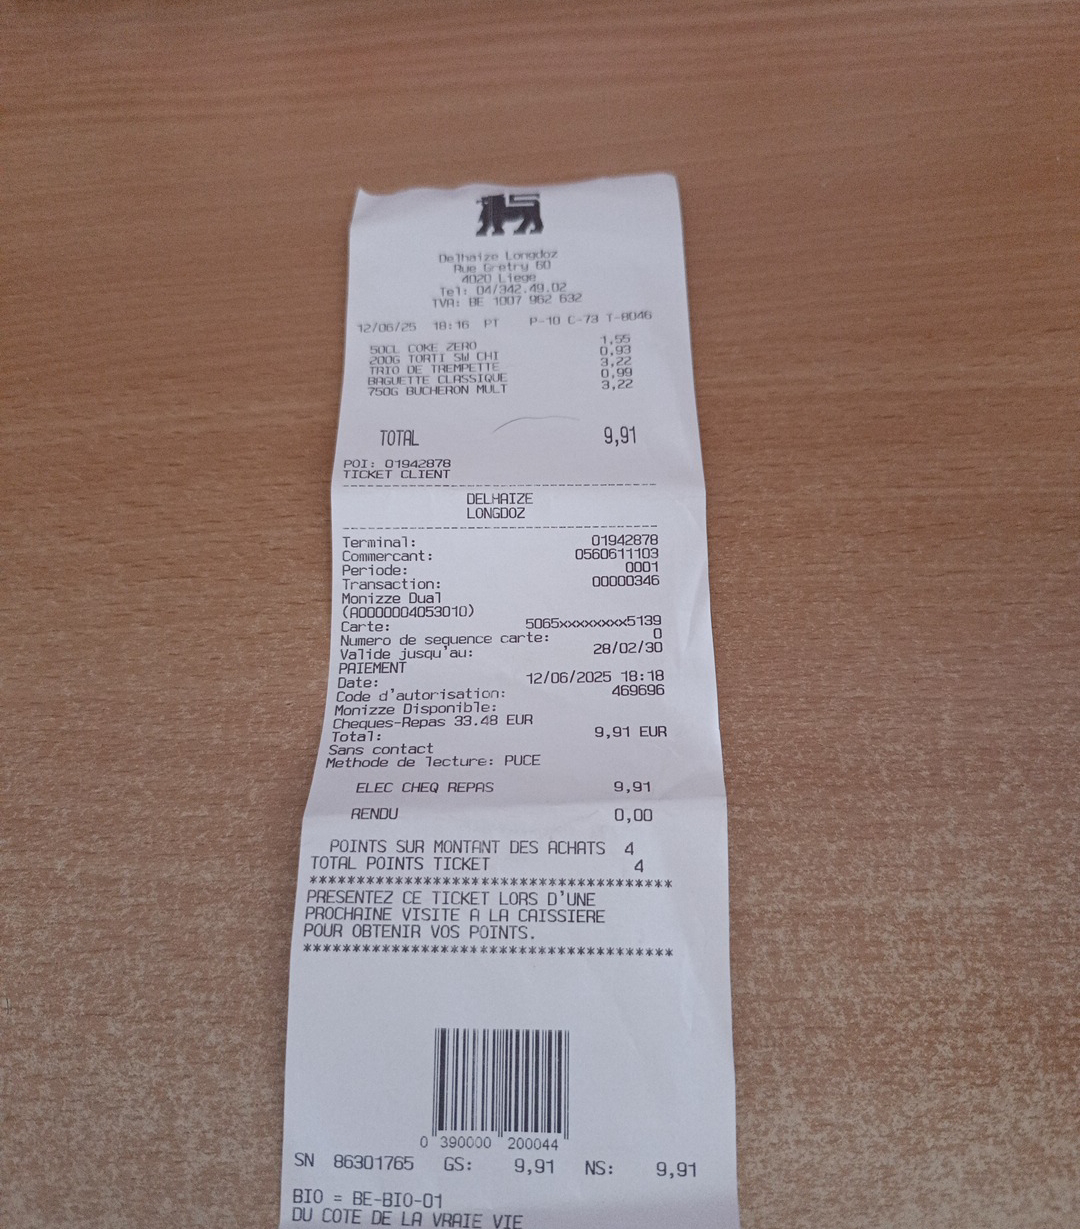 Delhaize Longdoz
Rue Gretry 60
4020 Liege
Tel: 04/342.49.02
TVA: BE 1007 962 632
12/06/25 18:16 PT P-10 C-73 T-8046
50CL COKE ZERO 1,55
200G TORTI SW CHI 0,93
TRIO DE TREMPETTE 3,22
BAGUETTE CLASSIQUE 0,99
750G BUCHERON MULT 3,22
TOTAL 9,91
POI: 01942878
TICKET CLIENT
DELHAIZE
LONGDOZ
Terminal: 01942878
Commercant: 0560611103
Periode: 0001
Transaction: 00000346
Monizze Dual
(A0000004053010)
Carte: 5065xxxxxxxx5139
Numero de sequence carte: 0
Valide jusqu'au: 28/02/30
PAIEMENT
Date: 12/06/2025 18:18
Code d'autorisation: 469696
Monizze Disponible:
Cheques-Repas 33.48 EUR
Total: 9,91 EUR
Sans contact
Methode de lecture: PUCE
ELEC CHEQ REPAS 9,91
RENDU 0,00
POINTS SUR MONTANT DES ACHATS 4
TOTAL POINTS TICKET 4
***************************************
PRESENTEZ CE TICKET LORS D'UNE
PROCHAINE VISITE A LA CAISSIERE
POUR OBTENIR VOS POINTS.
***************************************
0 390000 200044
SN 86301765 GS: 9,91 NS: 9,91
BIO = BE-BIO-01
DU COTE DE LA VRAIE VIE